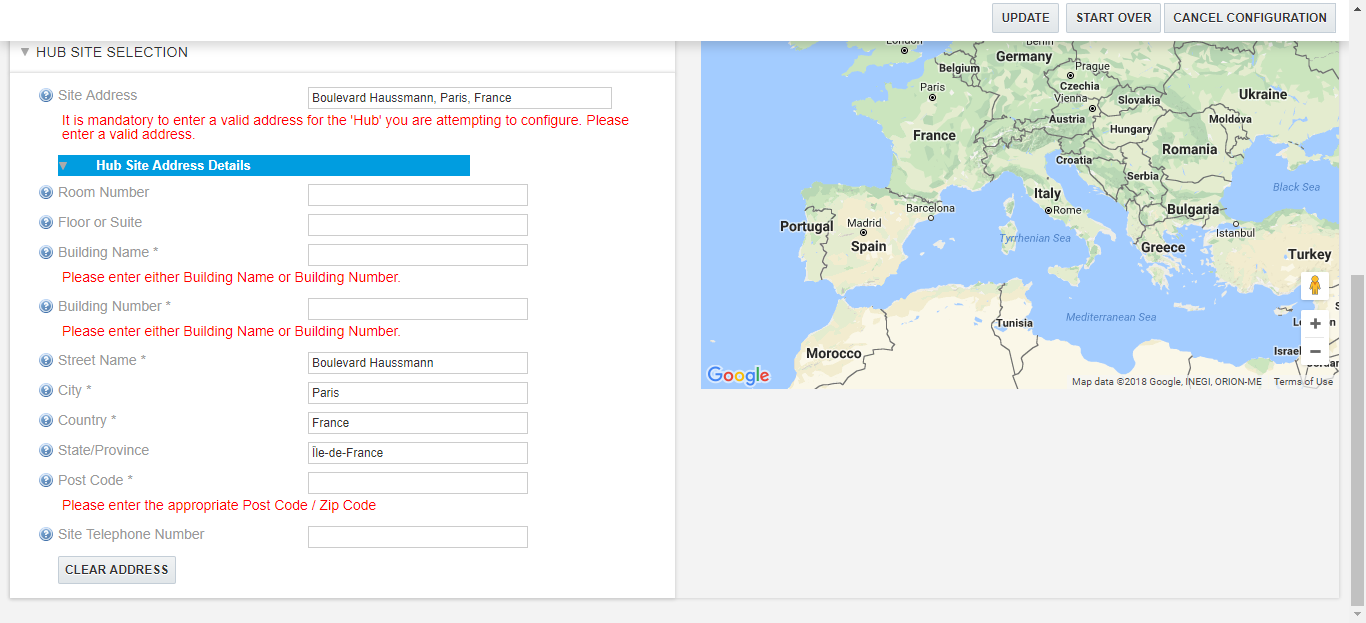 UPDATE START OVER CANCEL CONFIGURATION
HUB SITE SELECTION
Site Address Boulevard Haussmann, Paris, France
It is mandatory to enter a valid address for the 'Hub' you are attempting to configure. Please
enter a valid address.
Hub Site Address Details
Room Number
Floor or Suite
Building Name *
Please enter either Building Name or Building Number.
Building Number *
Please enter either Building Name or Building Number.
Street Name * Boulevard Haussmann
City * Paris
Country * France
State/Province Île-de-France
Post Code *
Please enter the appropriate Post Code / Zip Code
Site Telephone Number
CLEAR ADDRESS
London
Berlin
Germany
Belgium
Prague
Paris
Czechia
Vienna
Slovakia
Ukraine
Austria
Moldova
France
Hungary
Romania
Croatia
Serbia
Italy
Black Sea
Barcelona
Rome
Bulgaria
Portugal
Madrid
Istanbul
Spain
Tyrrhenian Sea
Greece
Turkey
Tunisia
Mediterranean Sea
Morocco
Israel
Google
Map data ©2018 Google, INEGI, ORION-ME Terms of Use